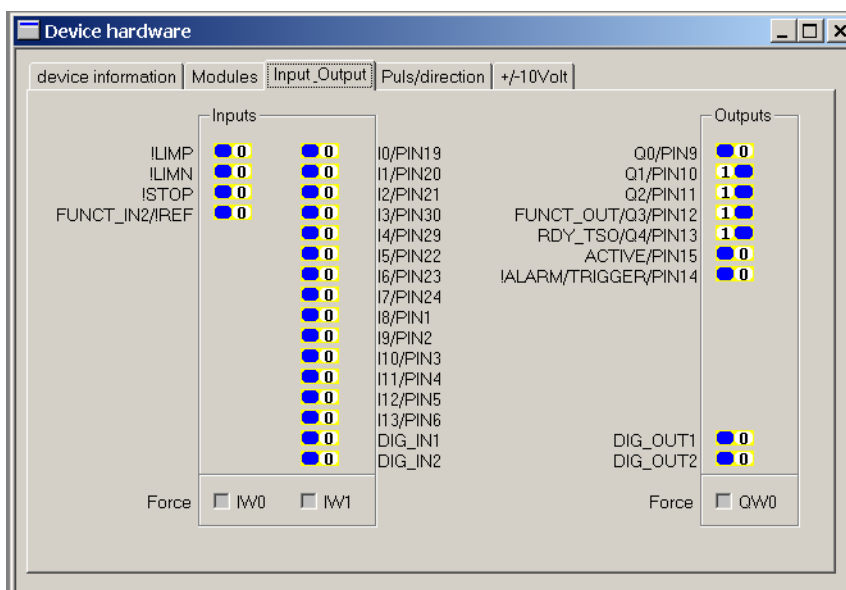 Device hardware
device information Modules Input_Output Puls/direction +/-10Volt
Inputs Outputs
!LIMP 0 0 I0/PIN19 Q0/PIN9 0
!LIMN 0 0 I1/PIN20 Q1/PIN10 1
!STOP 0 0 I2/PIN21 Q2/PIN11 1
FUNCT_IN2/!REF 0 0 I3/PIN30 FUNCT_OUT/Q3/PIN12 1
0 I4/PIN29 RDY_TSO/Q4/PIN13 1
0 I5/PIN22 ACTIVE/PIN15 0
0 I6/PIN23 !ALARM/TRIGGER/PIN14 0
0 I7/PIN24
0 I8/PIN1
0 I9/PIN2
0 I10/PIN3
0 I11/PIN4
0 I12/PIN5
0 I13/PIN6
0 DIG_IN1 DIG_OUT1 0
0 DIG_IN2 DIG_OUT2 0
Force IW0 IW1 Force QW0